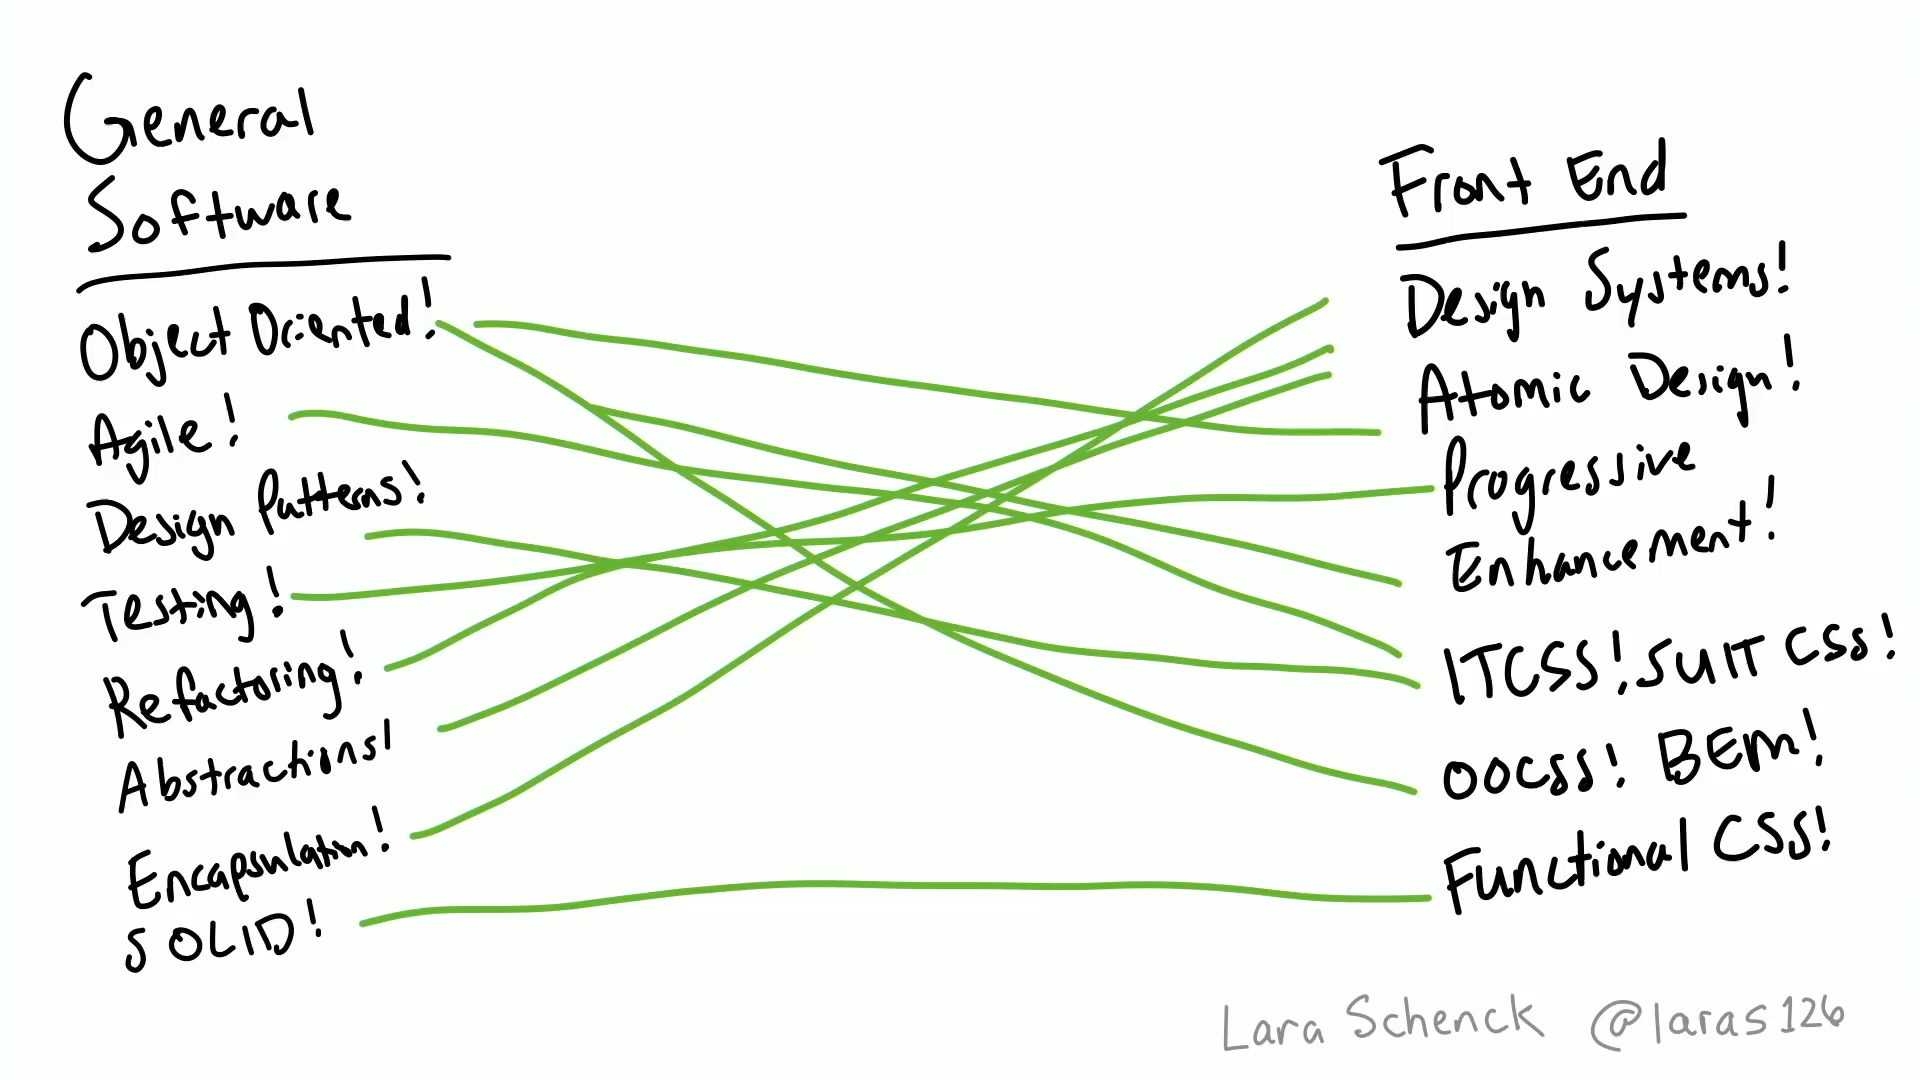 General
Software
Object Oriented!
Agile!
Design Patterns!
Testing!
Refactoring!
Abstractions!
Encapsulation!
SOLID!
Front End
Design Systems!
Atomic Design!
Progressive
Enhancement!
ITCSS! SUIT CSS!
OOCSS! BEM!
Functional CSS!
Lara Schenck @laras126